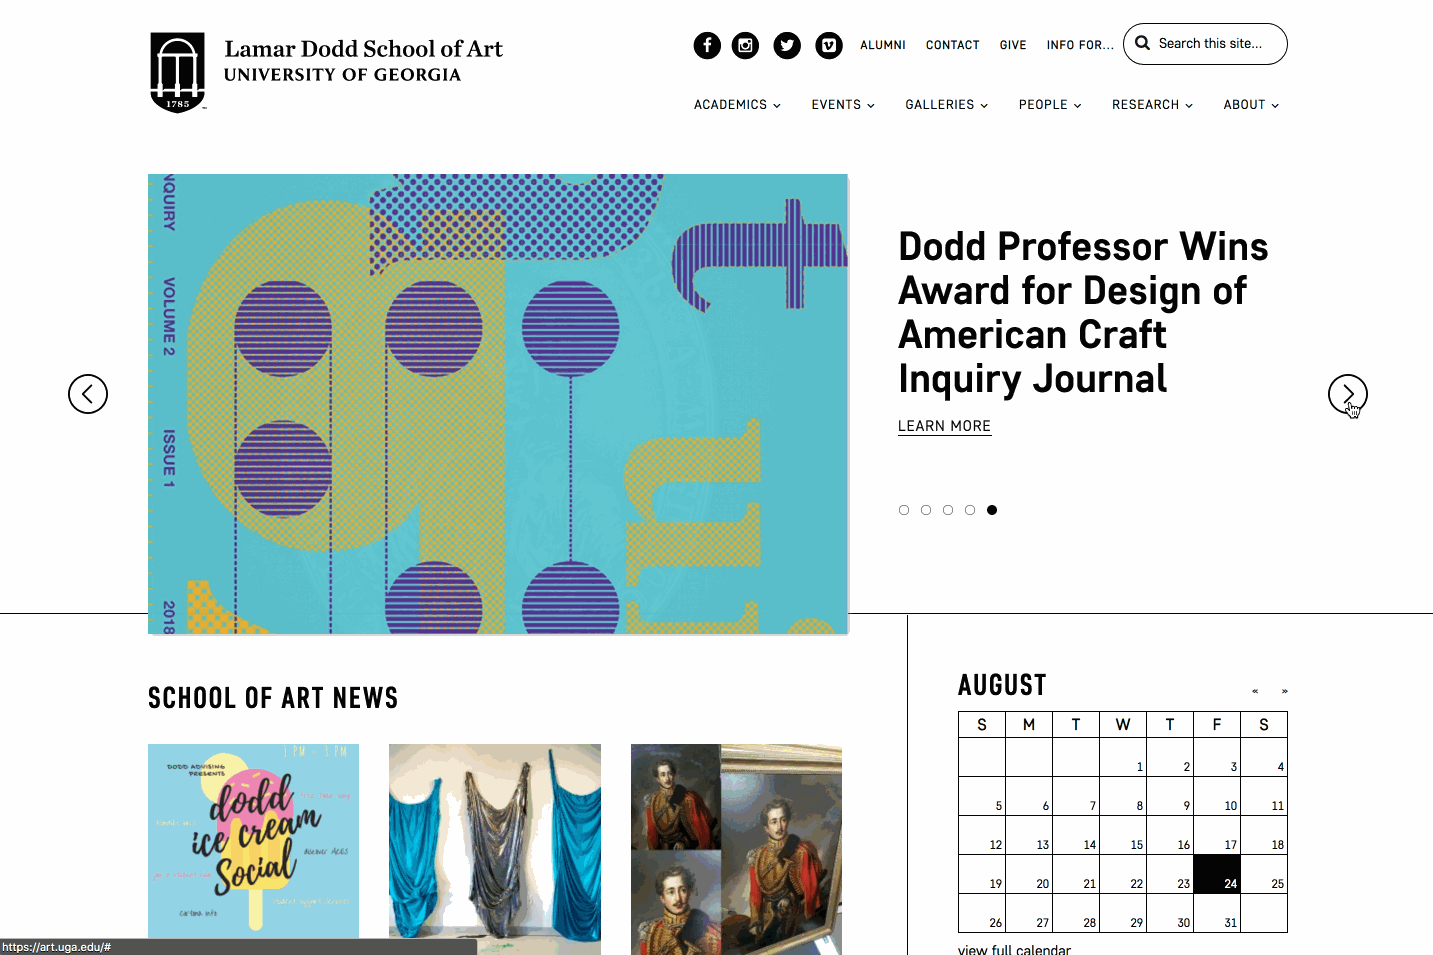 Lamar Dodd School of Art
UNIVERSITY OF GEORGIA
1785
ALUMNI
CONTACT
GIVE
INFO FOR...
Search this site...
ACADEMICS
EVENTS
GALLERIES
PEOPLE
RESEARCH
ABOUT
NQUIRY
VOLUME 2
ISSUE 1
2018
t
Dodd Professor Wins
Award for Design of
American Craft
Inquiry Journal
LEARN MORE
SCHOOL OF ART NEWS
1 PM - 3 PM
DODD ADVISING
PRESENTS
dodd
ice cream
Social
AUGUST
« »
S M T W T F S
1 2 3 4
5 6 7 8 9 10 11
12 13 14 15 16 17 18
19 20 21 22 23 24 25
26 27 28 29 30 31
view full calendar
https://art.uga.edu/#